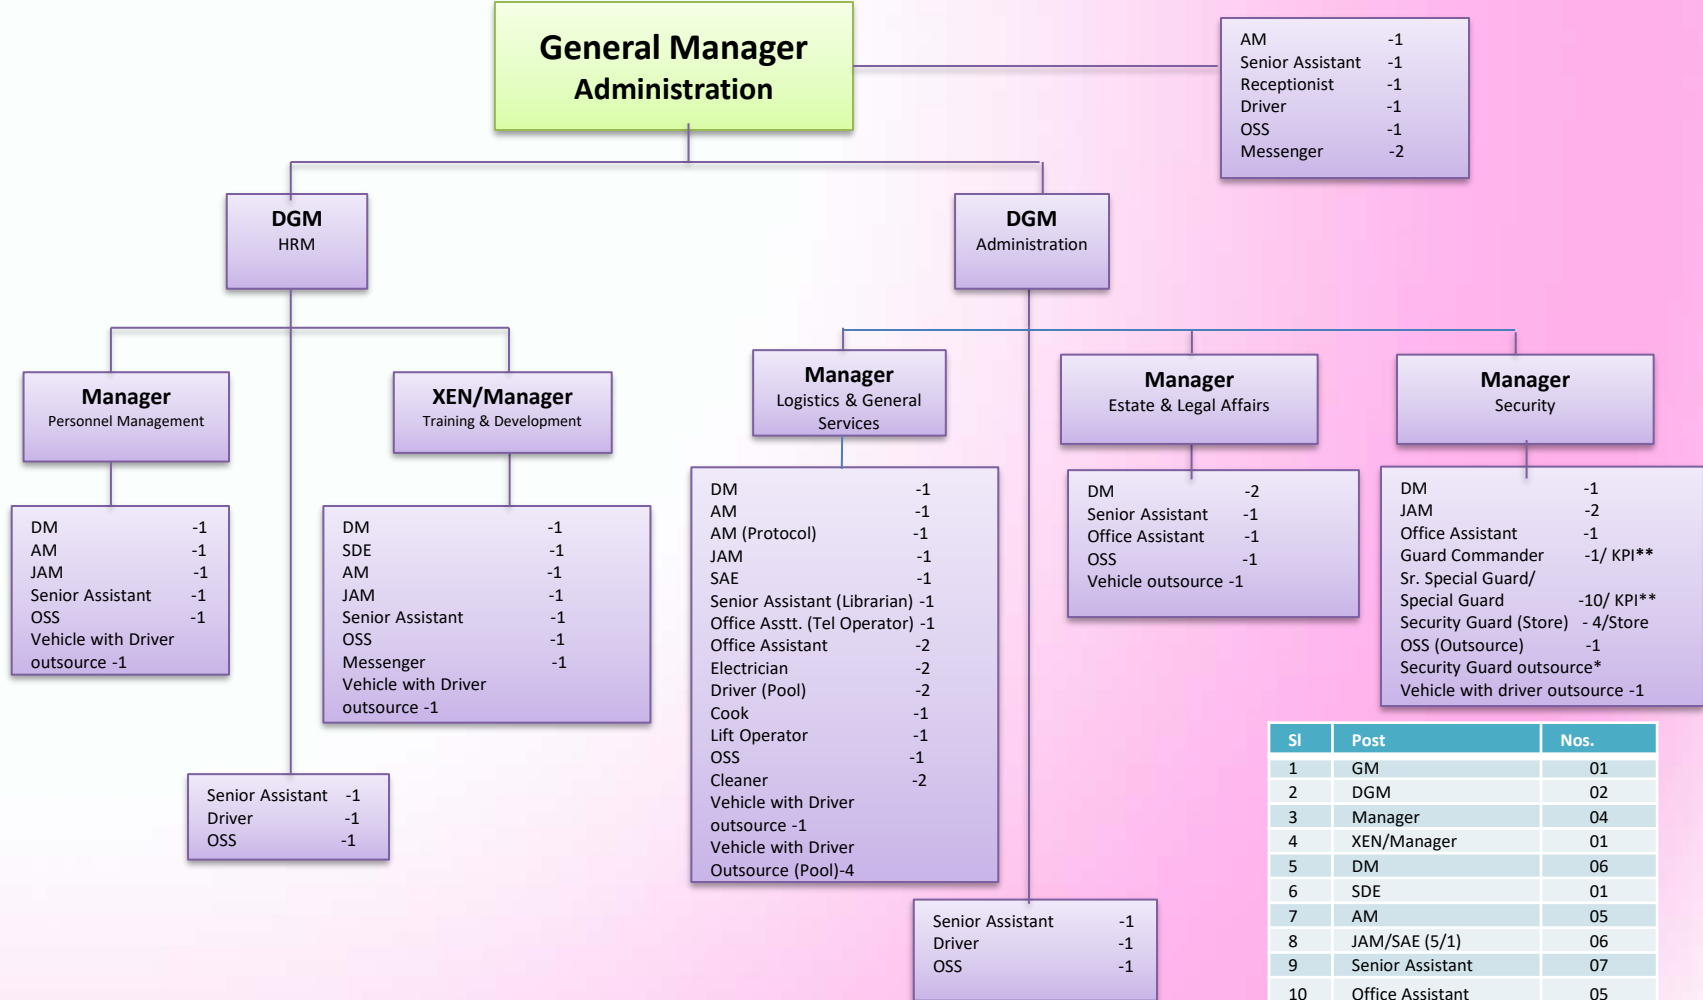 General Manager
Administration
AM -1
Senior Assistant -1
Receptionist -1
Driver -1
OSS -1
Messenger -2
DGM
HRM
DGM
Administration
Manager
Personnel Management
XEN/Manager
Training & Development
Manager
Logistics & General
Services
Manager
Estate & Legal Affairs
Manager
Security
DM -1
AM -1
JAM -1
Senior Assistant -1
OSS -1
Vehicle with Driver
outsource -1
DM -1
SDE -1
AM -1
JAM -1
Senior Assistant -1
OSS -1
Messenger -1
Vehicle with Driver
outsource -1
DM -1
AM -1
AM (Protocol) -1
JAM -1
SAE -1
Senior Assistant (Librarian) -1
Office Asstt. (Tel Operator) -1
Office Assistant -2
Electrician -2
Driver (Pool) -2
Cook -1
Lift Operator -1
OSS -1
Cleaner -2
Vehicle with Driver
outsource -1
Vehicle with Driver
Outsource (Pool)-4
DM -2
Senior Assistant -1
Office Assistant -1
OSS -1
Vehicle outsource -1
DM -1
JAM -2
Office Assistant -1
Guard Commander -1/ KPI**
Sr. Special Guard/
Special Guard -10/ KPI**
Security Guard (Store) - 4/Store
OSS (Outsource) -1
Security Guard outsource*
Vehicle with driver outsource -1
Senior Assistant -1
Driver -1
OSS -1
Senior Assistant -1
Driver -1
OSS -1
Sl Post Nos.
1 GM 01
2 DGM 02
3 Manager 04
4 XEN/Manager 01
5 DM 06
6 SDE 01
7 AM 05
8 JAM/SAE (5/1) 06
9 Senior Assistant 07
10 Office Assistant 05